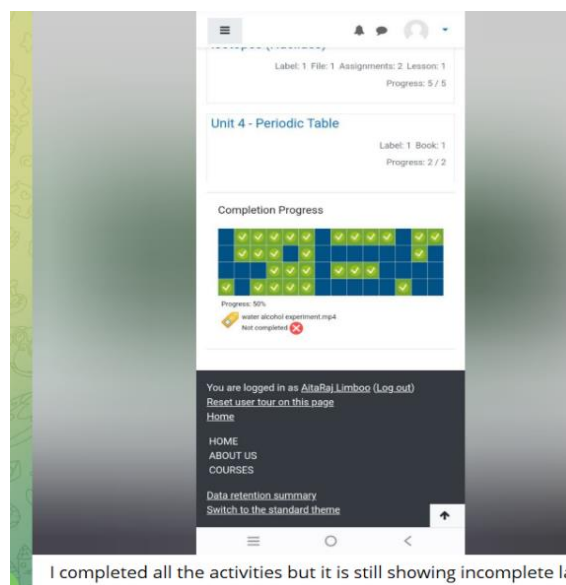 Label: 1 File: 1 Assignments: 2 Lesson: 1
Progress: 5 / 5
Unit 4 - Periodic Table
Label: 1 Book: 1
Progress: 2 / 2
Completion Progress
Progress: 50%
water alcohol experiment.mp4
Not completed
You are logged in as AitaRaj Limboo (Log out)
Reset user tour on this page
Home
HOME
ABOUT US
COURSES
Data retention summary
Switch to the standard theme
I completed all the activities but it is still showing incomplete